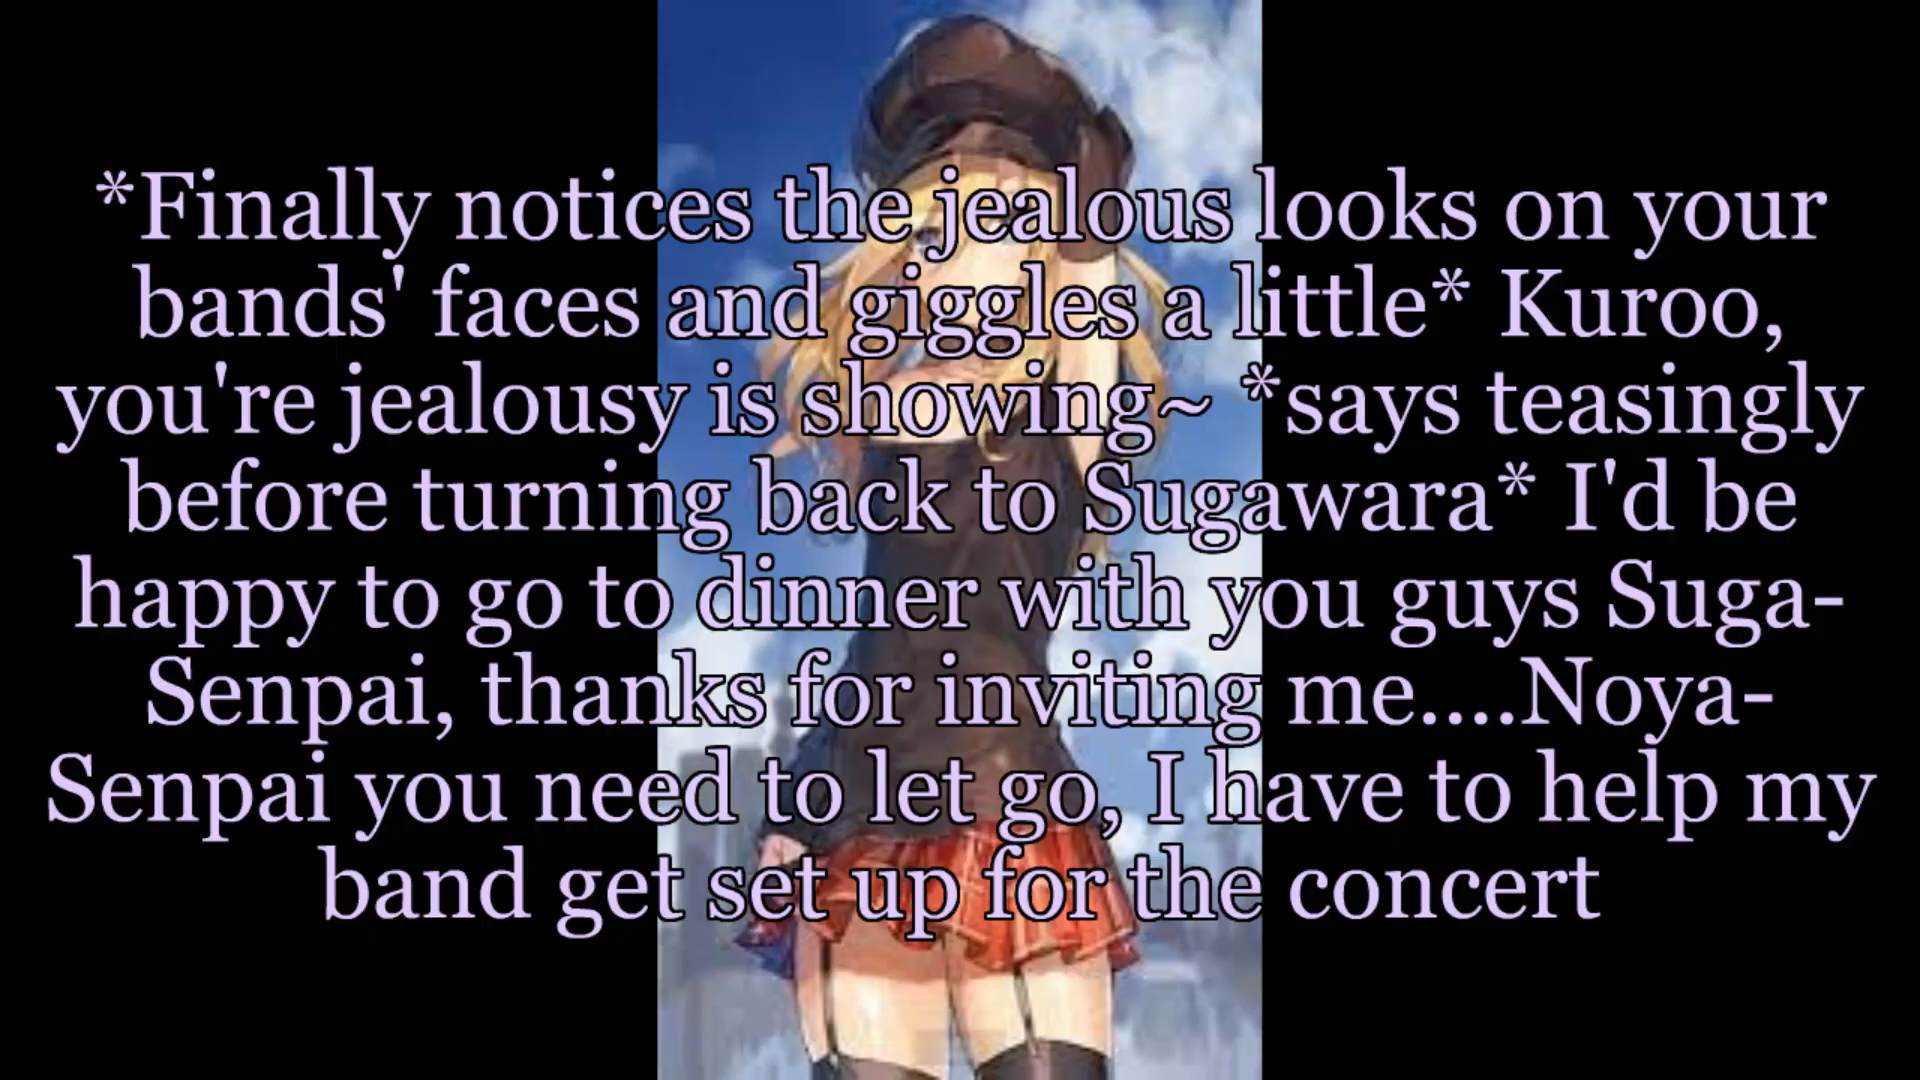 *Finally notices the jealous looks on your
bands' faces and giggles a little* Kuroo,
you're jealousy is showing~ *says teasingly
before turning back to Sugawara* I'd be
happy to go to dinner with you guys Suga-
Senpai, thanks for inviting me....Noya-
Senpai you need to let go, I have to help my
band get set up for the concert